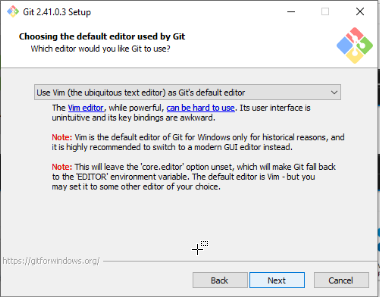 Git 2.41.0.3 Setup
Choosing the default editor used by Git
Which editor would you like Git to use?
Use Vim (the ubiquitous text editor) as Git's default editor
The Vim editor, while powerful, can be hard to use. Its user interface is
unintuitive and its key bindings are awkward.
Note: Vim is the default editor of Git for Windows only for historical reasons, and
it is highly recommended to switch to a modern GUI editor instead.
Note: This will leave the 'core.editor' option unset, which will make Git fall back
to the 'EDITOR' environment variable. The default editor is Vim - but you
may set it to some other editor of your choice.
https://gitforwindows.org/
Back
Next
Cancel